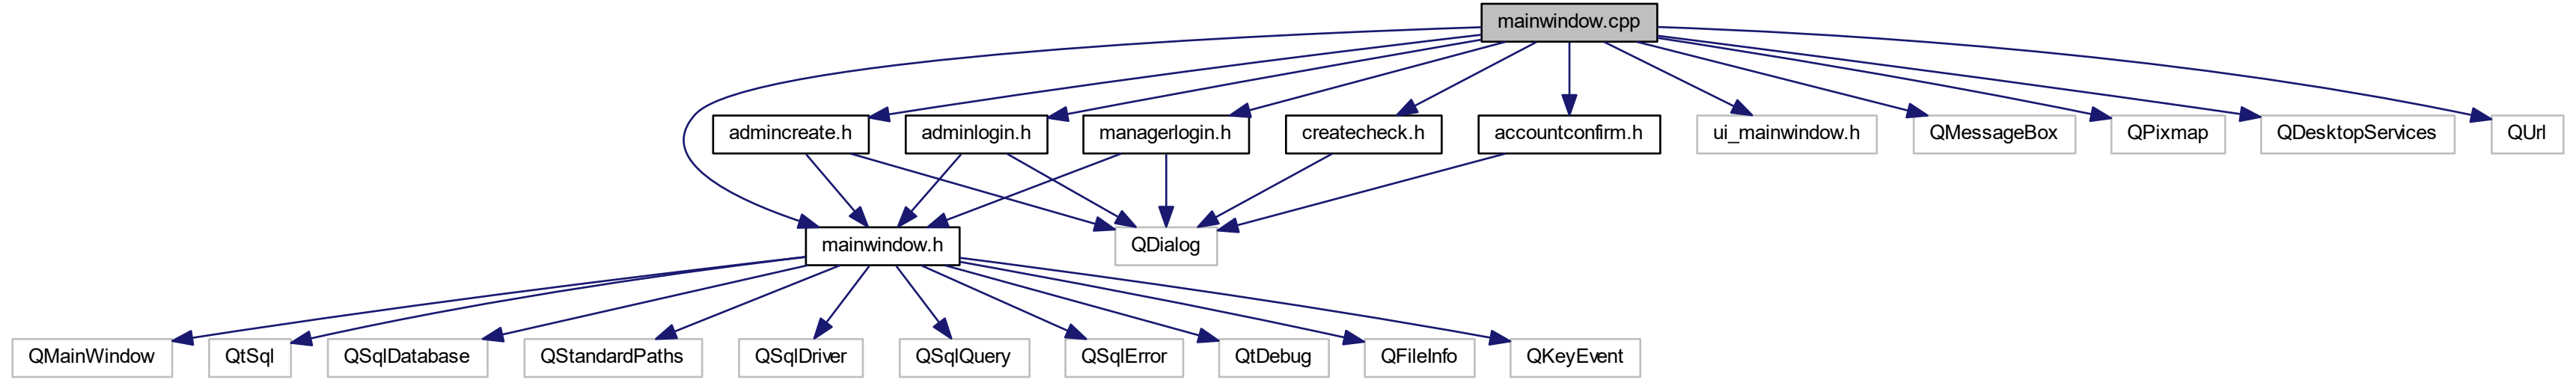 mainwindow.cpp
admincreate.h
adminlogin.h
managerlogin.h
createcheck.h
accountconfirm.h
ui_mainwindow.h
QMessageBox
QPixmap
QDesktopServices
QUrl
mainwindow.h
QDialog
QMainWindow
QtSql
QSqlDatabase
QStandardPaths
QSqlDriver
QSqlQuery
QSqlError
QtDebug
QFileInfo
QKeyEvent